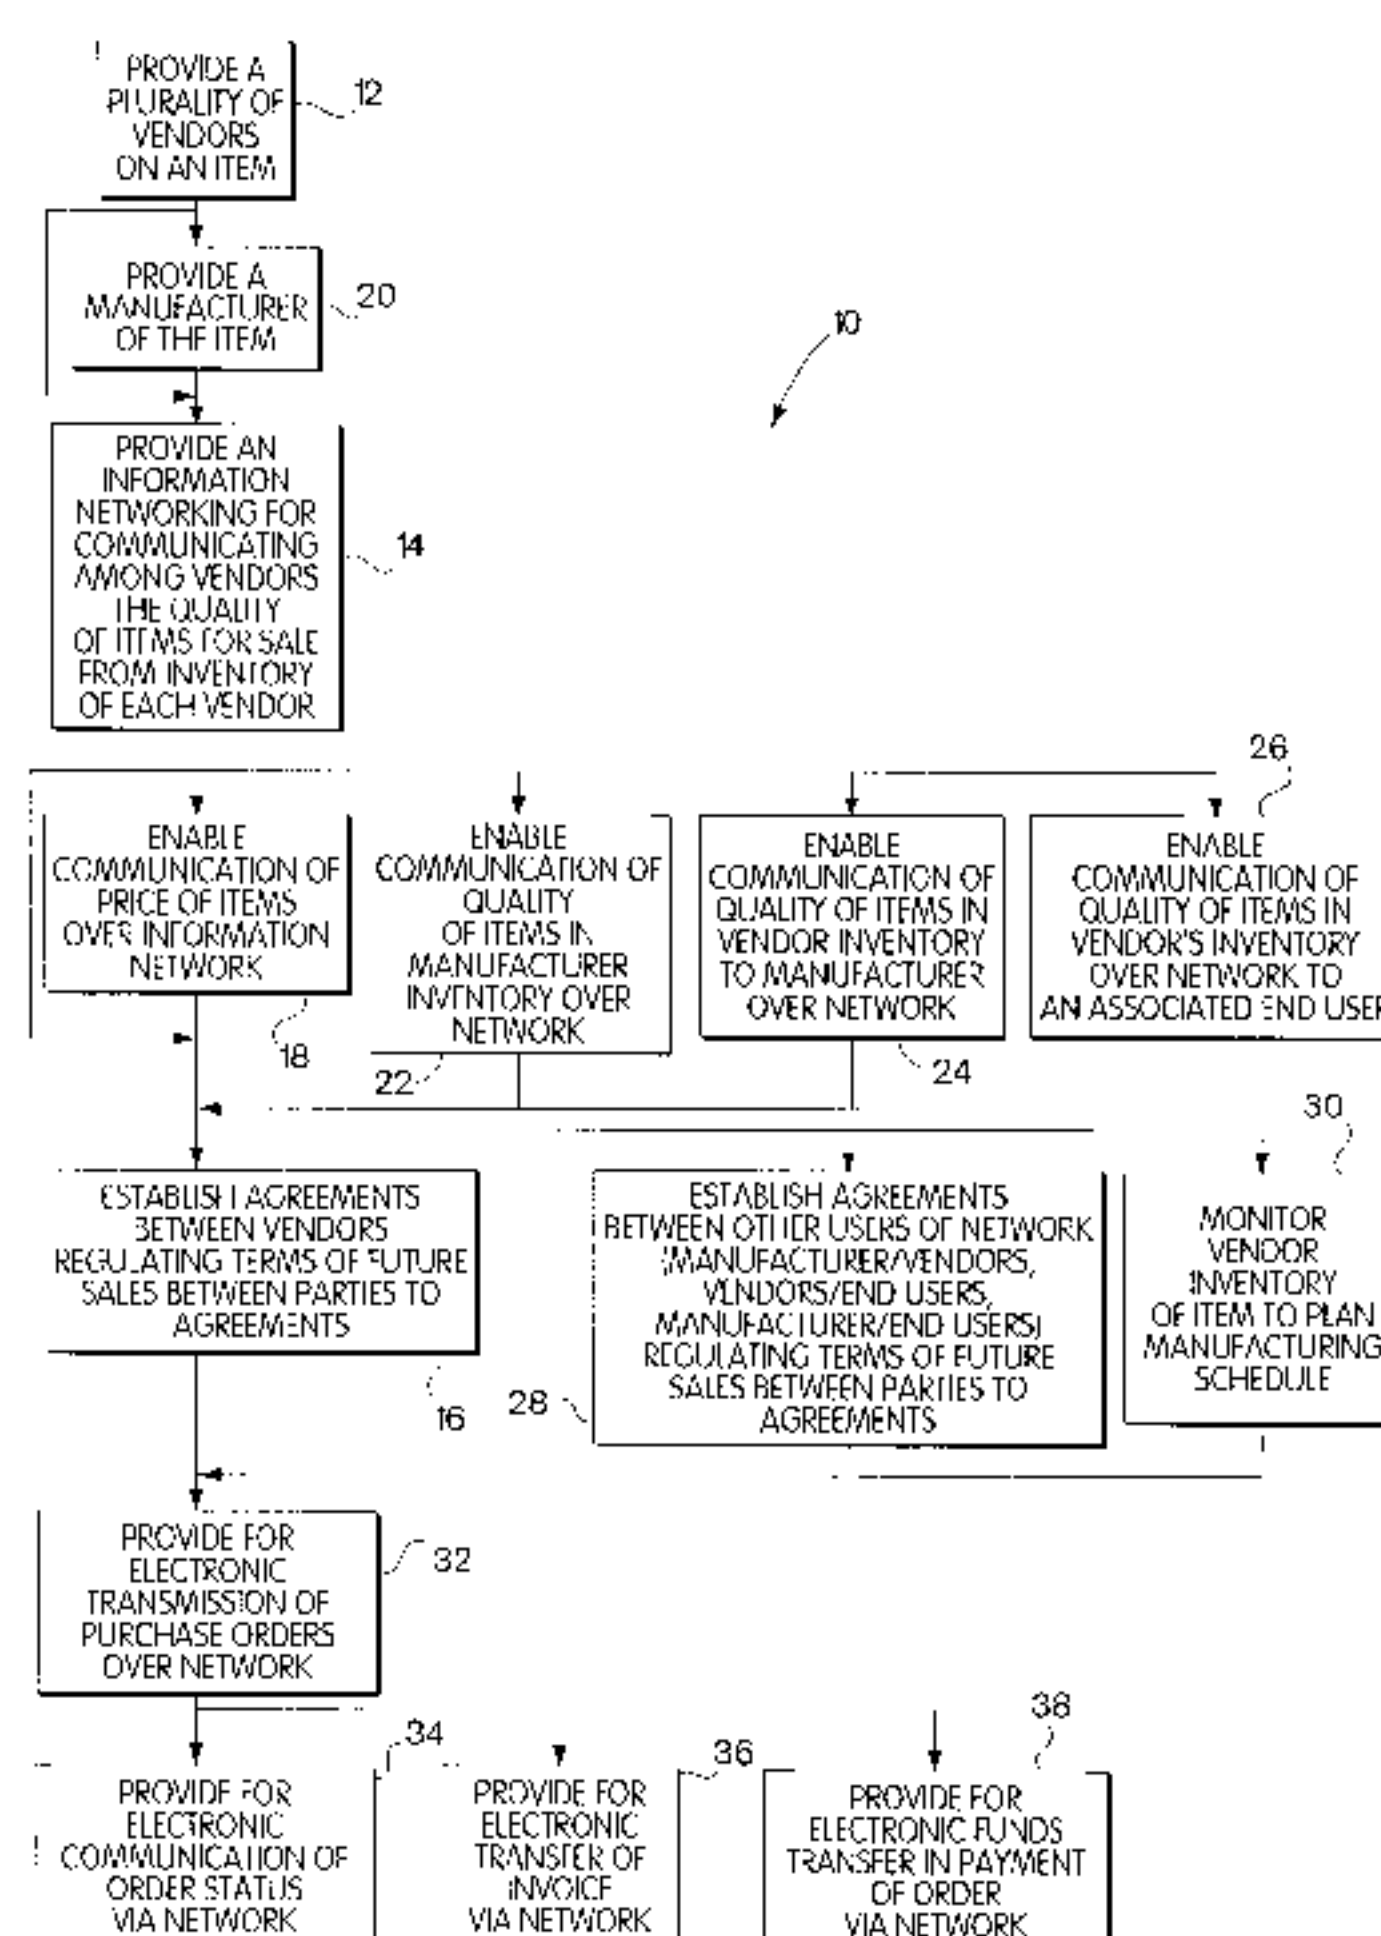 PROVIDE A
PLURALITY OF
VENDORS
ON AN ITEM
12
PROVIDE A
MANUFACTURER
OF THE ITEM
20
10
PROVIDE AN
INFORMATION
NETWORKING FOR
COMMUNICATING
AMONG VENDORS
THE QUALITY
OF ITEMS FOR SALE
FROM INVENTORY
OF EACH VENDOR
14
ENABLE
COMMUNICATION OF
PRICE OF ITEMS
OVER INFORMATION
NETWORK
18
ENABLE
COMMUNICATION OF
QUALITY
OF ITEMS IN
MANUFACTURER
INVENTORY OVER
NETWORK
22
ENABLE
COMMUNICATION OF
QUALITY OF ITEMS IN
VENDOR INVENTORY
TO MANUFACTURER
OVER NETWORK
24
26
ENABLE
COMMUNICATION OF
QUALITY OF ITEMS IN
VENDOR'S INVENTORY
OVER NETWORK TO
AN ASSOCIATED END USER
ESTABLISH AGREEMENTS
BETWEEN VENDORS
REGULATING TERMS OF FUTURE
SALES BETWEEN PARTIES TO
AGREEMENTS
16
ESTABLISH AGREEMENTS
BETWEEN OTHER USERS OF NETWORK
(MANUFACTURER/VENDORS,
VENDORS/END USERS,
MANUFACTURER/END USERS)
REGULATING TERMS OF FUTURE
SALES BETWEEN PARTIES TO
AGREEMENTS
28
30
MONITOR
VENDOR
INVENTORY
OF ITEM TO PLAN
MANUFACTURING
SCHEDULE
PROVIDE FOR
ELECTRONIC
TRANSMISSION OF
PURCHASE ORDERS
OVER NETWORK
32
PROVIDE FOR
ELECTRONIC
COMMUNICATION OF
ORDER STATUS
VIA NETWORK
34
PROVIDE FOR
ELECTRONIC
TRANSFER OF
INVOICE
VIA NETWORK
36
38
PROVIDE FOR
ELECTRONIC FUNDS
TRANSFER IN PAYMENT
OF ORDER
VIA NETWORK